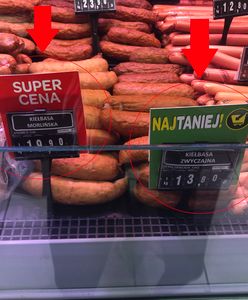 SUPER
CENA
KIEŁBASA
MORLIŃSKA
19 90
NAJTANIEJ!
KIEŁBASA
ZWYCZAJNA
13 80